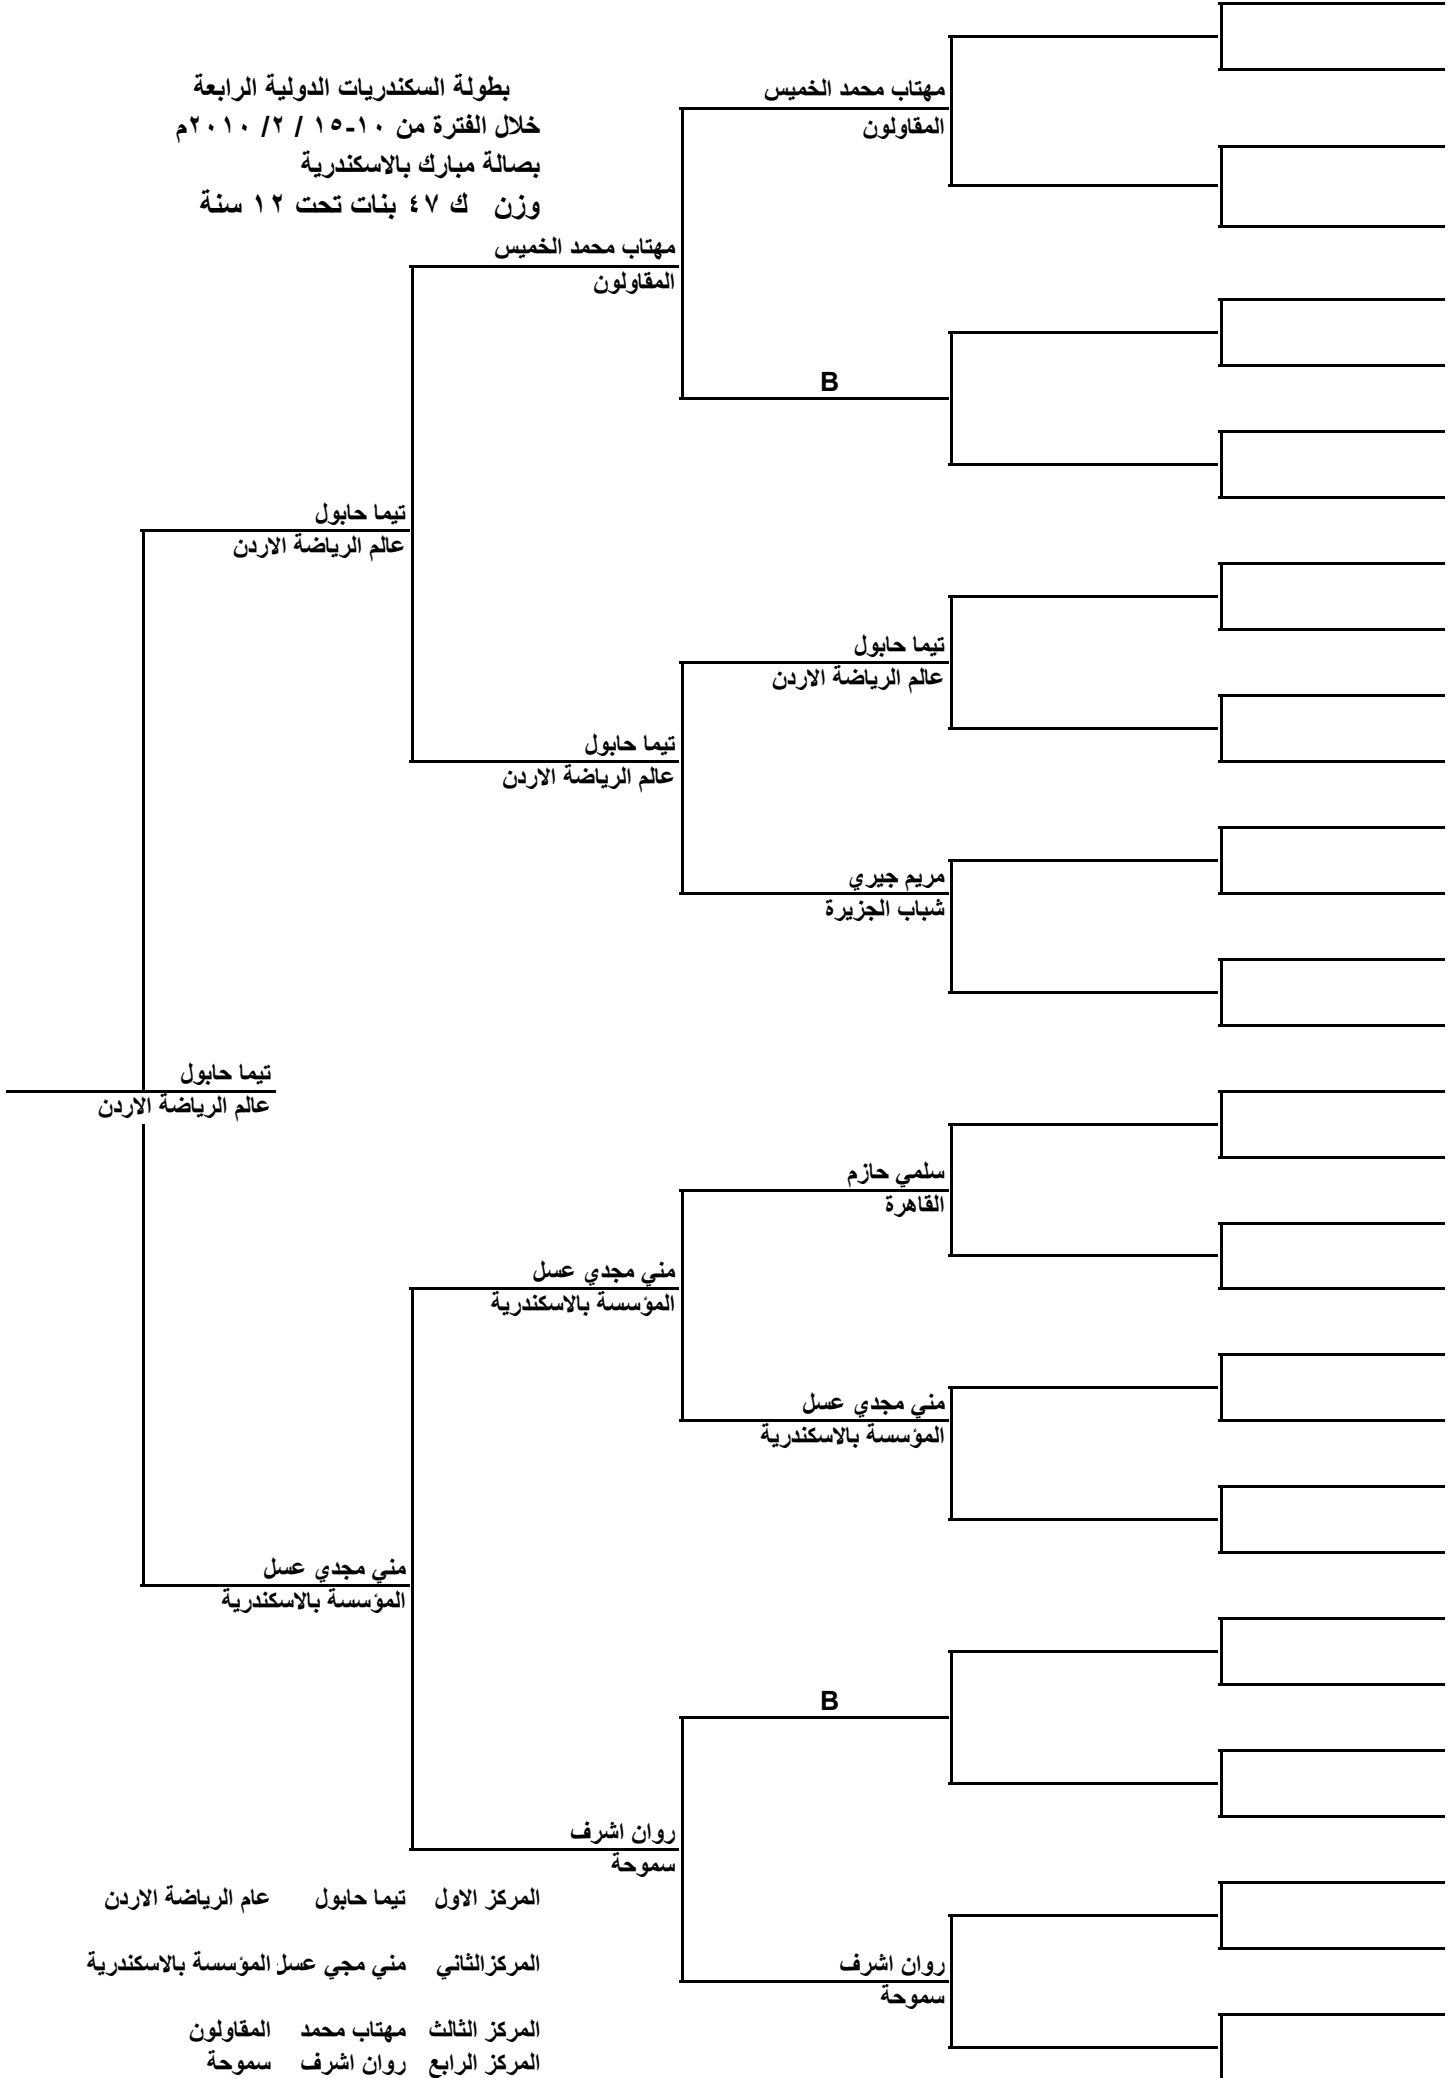 بطولة السكندريات الدولية الرابعة
خلال الفترة من ١٠-١٥ / ٢/ ٢٠١٠م
بصالة مبارك بالاسكندرية
وزن ك ٤٧ بنات تحت ١٢ سنة
مهتاب محمد الخميس
المقاولون
مهتاب محمد الخميس
المقاولون
B
تيما حابول
عالم الرياضة الاردن
تيما حابول
عالم الرياضة الاردن
تيما حابول
عالم الرياضة الاردن
مريم جيري
شباب الجزيرة
تيما حابول
عالم الرياضة الاردن
سلمي حازم
القاهرة
مني مجدي عسل
المؤسسة بالاسكندرية
مني مجدي عسل
المؤسسة بالاسكندرية
مني مجدي عسل
المؤسسة بالاسكندرية
B
روان اشرف
سموحة
روان اشرف
سموحة
المركز الاول تيما حابول عام الرياضة الاردن
المركزالثاني مني مجي عسل المؤسسة بالاسكندرية
المركز الثالث مهتاب محمد المقاولون
المركز الرابع روان اشرف سموحة